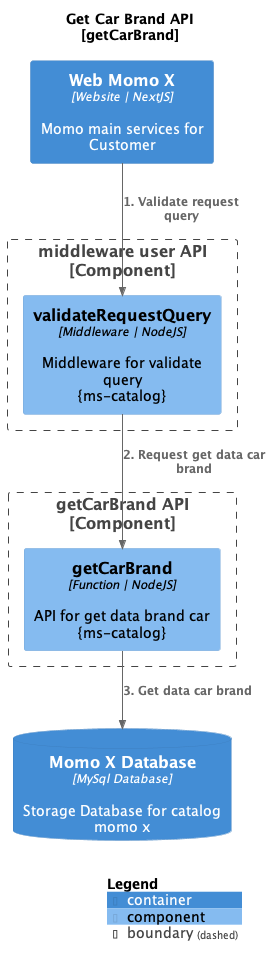 Get Car Brand API
[getCarBrand]
Web Momo X
[Website | NextJS]
Momo main services for
Customer
1. Validate request
query
middleware user API
[Component]
validateRequestQuery
[Middleware | NodeJS]
Middleware for validate
query
{ms-catalog}
2. Request get data car
brand
getCarBrand API
[Component]
getCarBrand
[Function | NodeJS]
API for get data brand car
{ms-catalog}
3. Get data car brand
Momo X Database
[MySql Database]
Storage Database for catalog
momo x
Legend
container
component
boundary (dashed)